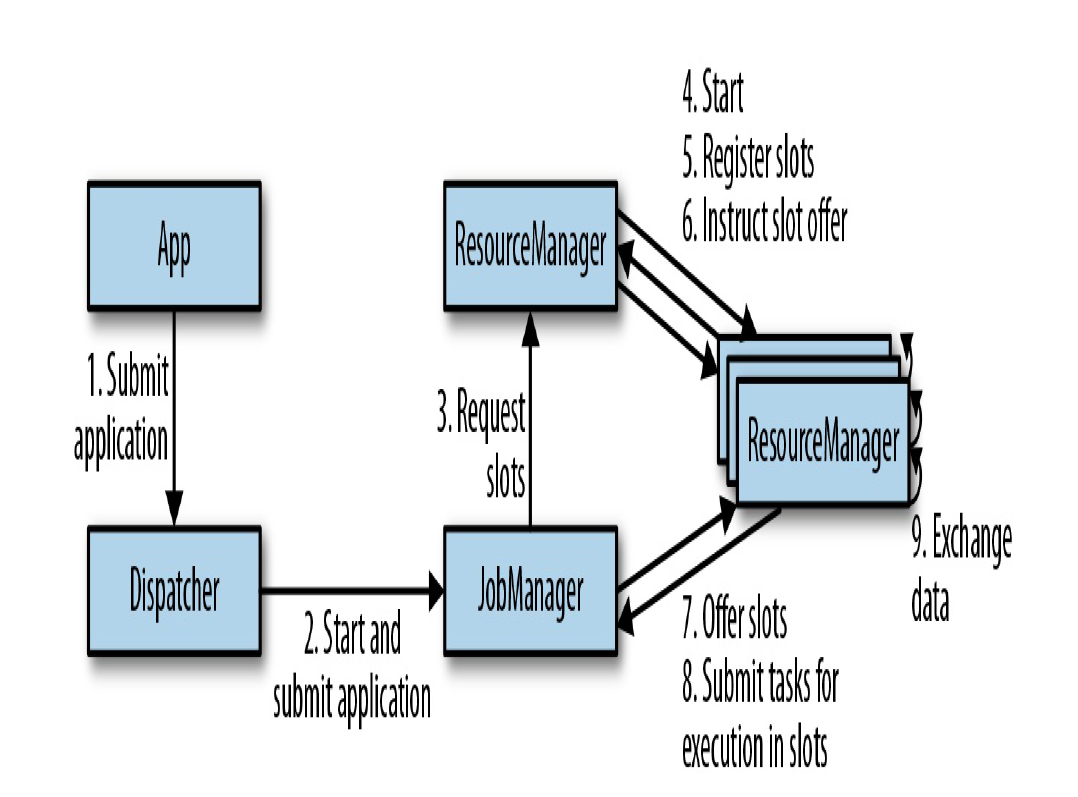 4. Start
5. Register slots
6. Instruct slot offer
App
ResourceManager
1. Submit
application
3. Request
slots
ResourceManager
9. Exchange
data
Dispatcher
JobManager
2. Start and
submit application
7. Offer slots
8. Submit tasks for
execution in slots